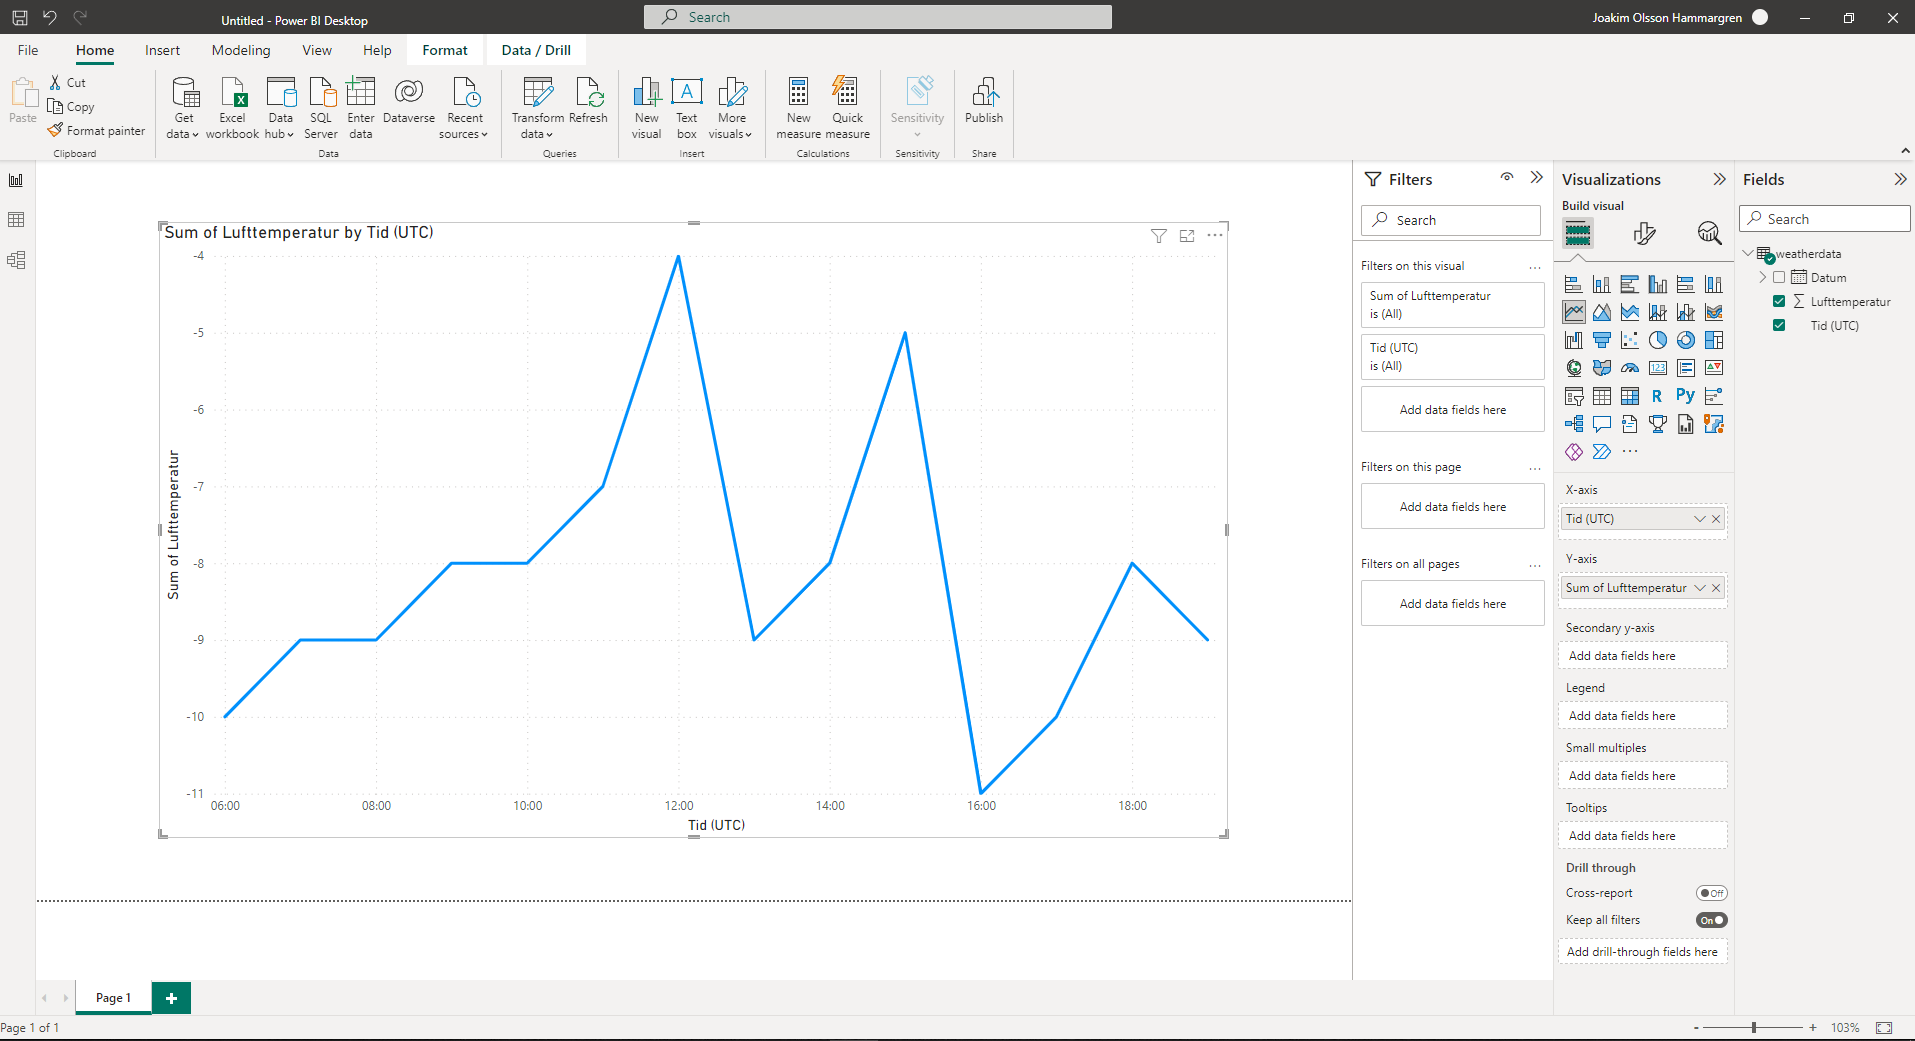 Untitled - Power BI Desktop
Search
Joakim Olsson Hammargren
File
Home
Insert
Modeling
View
Help
Format
Data / Drill
Paste
Cut
Copy
Format painter
Clipboard
Get data
Excel workbook
Data hub
SQL Server
Enter data
Dataverse
Recent sources
Data
Transform data
Refresh
Queries
New visual
A
Text box
More visuals
Insert
New measure
Quick measure
Calculations
Sensitivity
Sensitivity
Publish
Share
Sum of Lufttemperatur by Tid (UTC)
-4
-5
-6
-7
-8
-9
-10
-11
Sum of Lufttemperatur
06:00
08:00
10:00
12:00
14:00
16:00
18:00
Tid (UTC)
Filters
Search
Filters on this visual
...
Sum of Lufttemperatur
is (All)
Tid (UTC)
is (All)
Add data fields here
Filters on this page
...
Add data fields here
Filters on all pages
...
Add data fields here
Visualizations
Build visual
123
R
Py
...
X-axis
Tid (UTC)
Y-axis
Sum of Lufttemperatur
Secondary y-axis
Add data fields here
Legend
Add data fields here
Small multiples
Add data fields here
Tooltips
Add data fields here
Drill through
Cross-report
Off
Keep all filters
On
Add drill-through fields here
Fields
Search
weatherdata
Datum
Lufttemperatur
Tid (UTC)
Page 1
Page 1 of 1
- + 103%